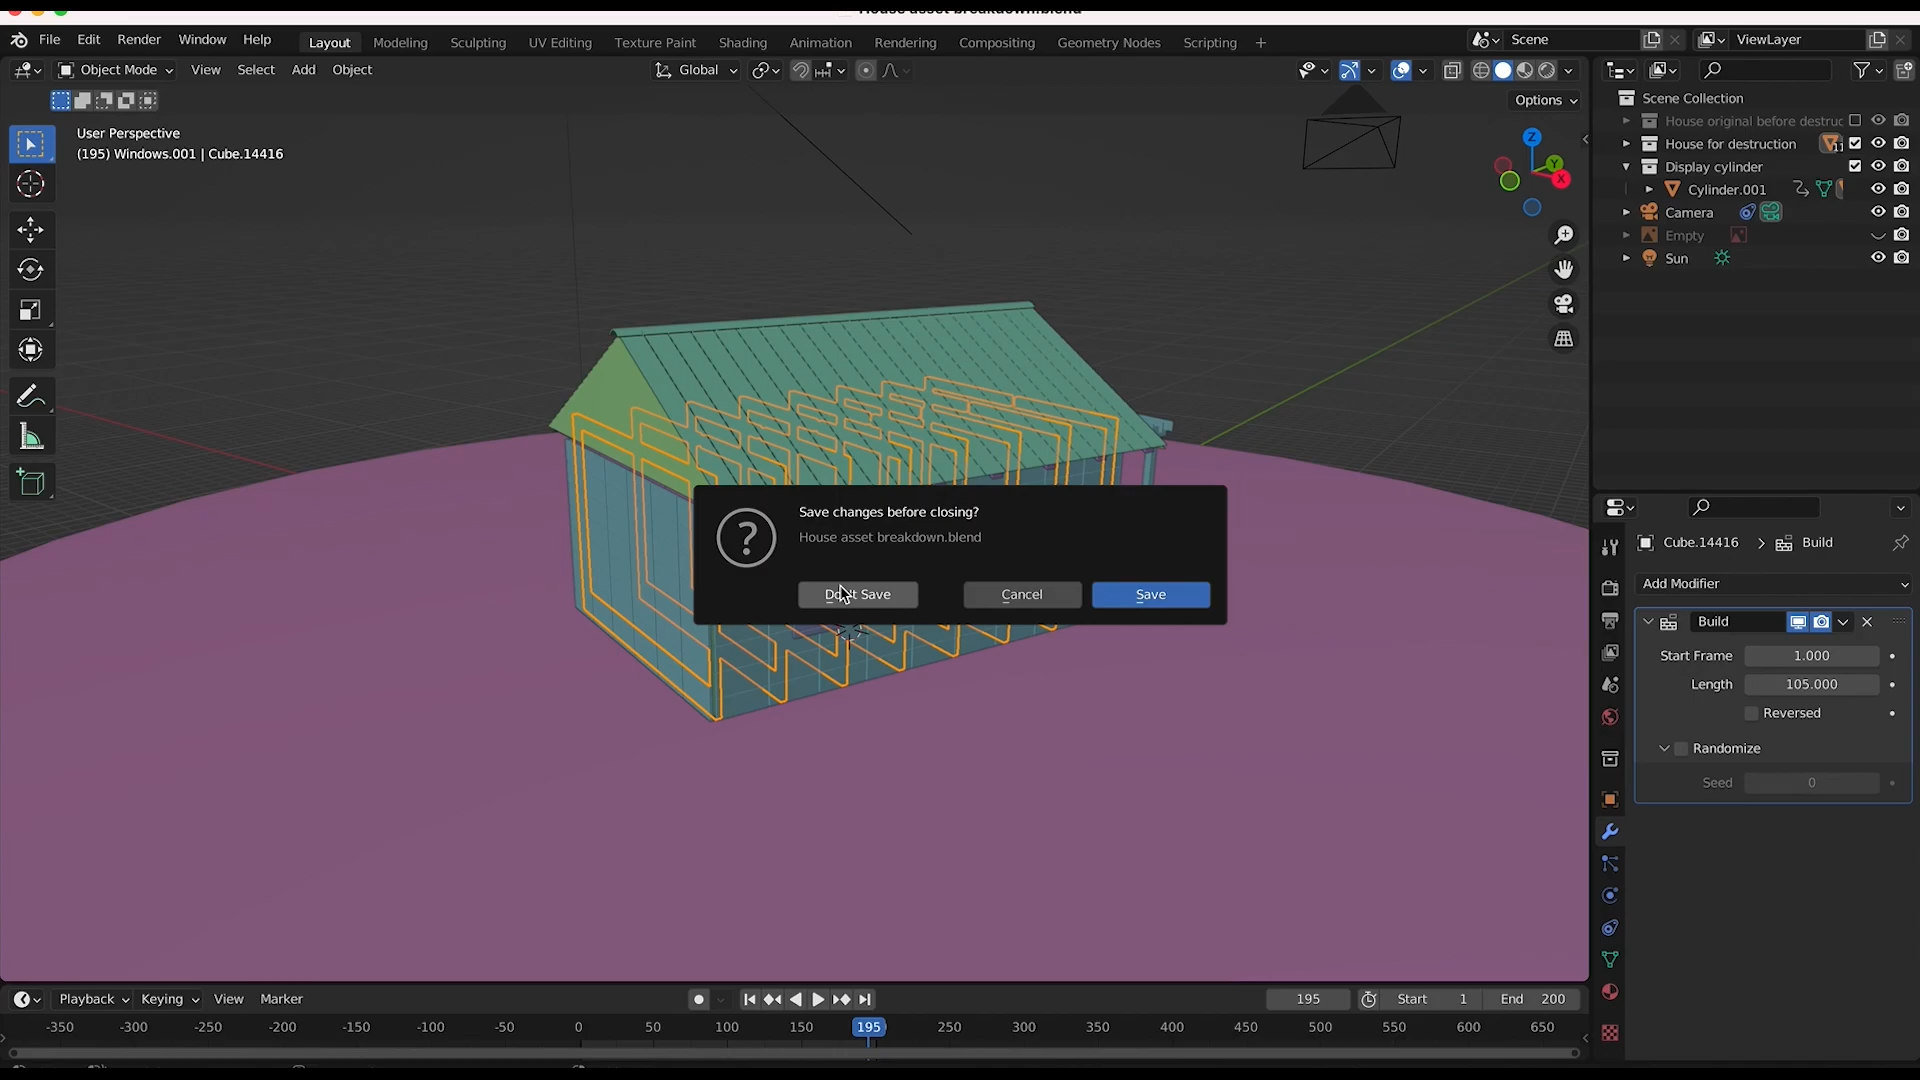 House asset breakdown.blend
File Edit Render Window Help
Layout Modeling Sculpting UV Editing Texture Paint Shading Animation Rendering Compositing Geometry Nodes Scripting +
Scene
ViewLayer
Object Mode View Select Add Object
Global
Options
User Perspective
(195) Windows.001 | Cube.14416
Z
Y
X
Scene Collection
House original before destruc
House for destruction
11
Display cylinder
Cylinder.001
Camera
Empty
Sun
Save changes before closing?
House asset breakdown.blend
Cancel
Save
Cube.14416 > Build
Add Modifier
Build
Start Frame 1.000
Length 105.000
Reversed
Randomize
Seed 0
Playback Keying View Marker
195
Start 1
End 200
-350 -300 -250 -200 -150 -100 -50 0 50 100 150 195 250 300 350 400 450 500 550 600 650